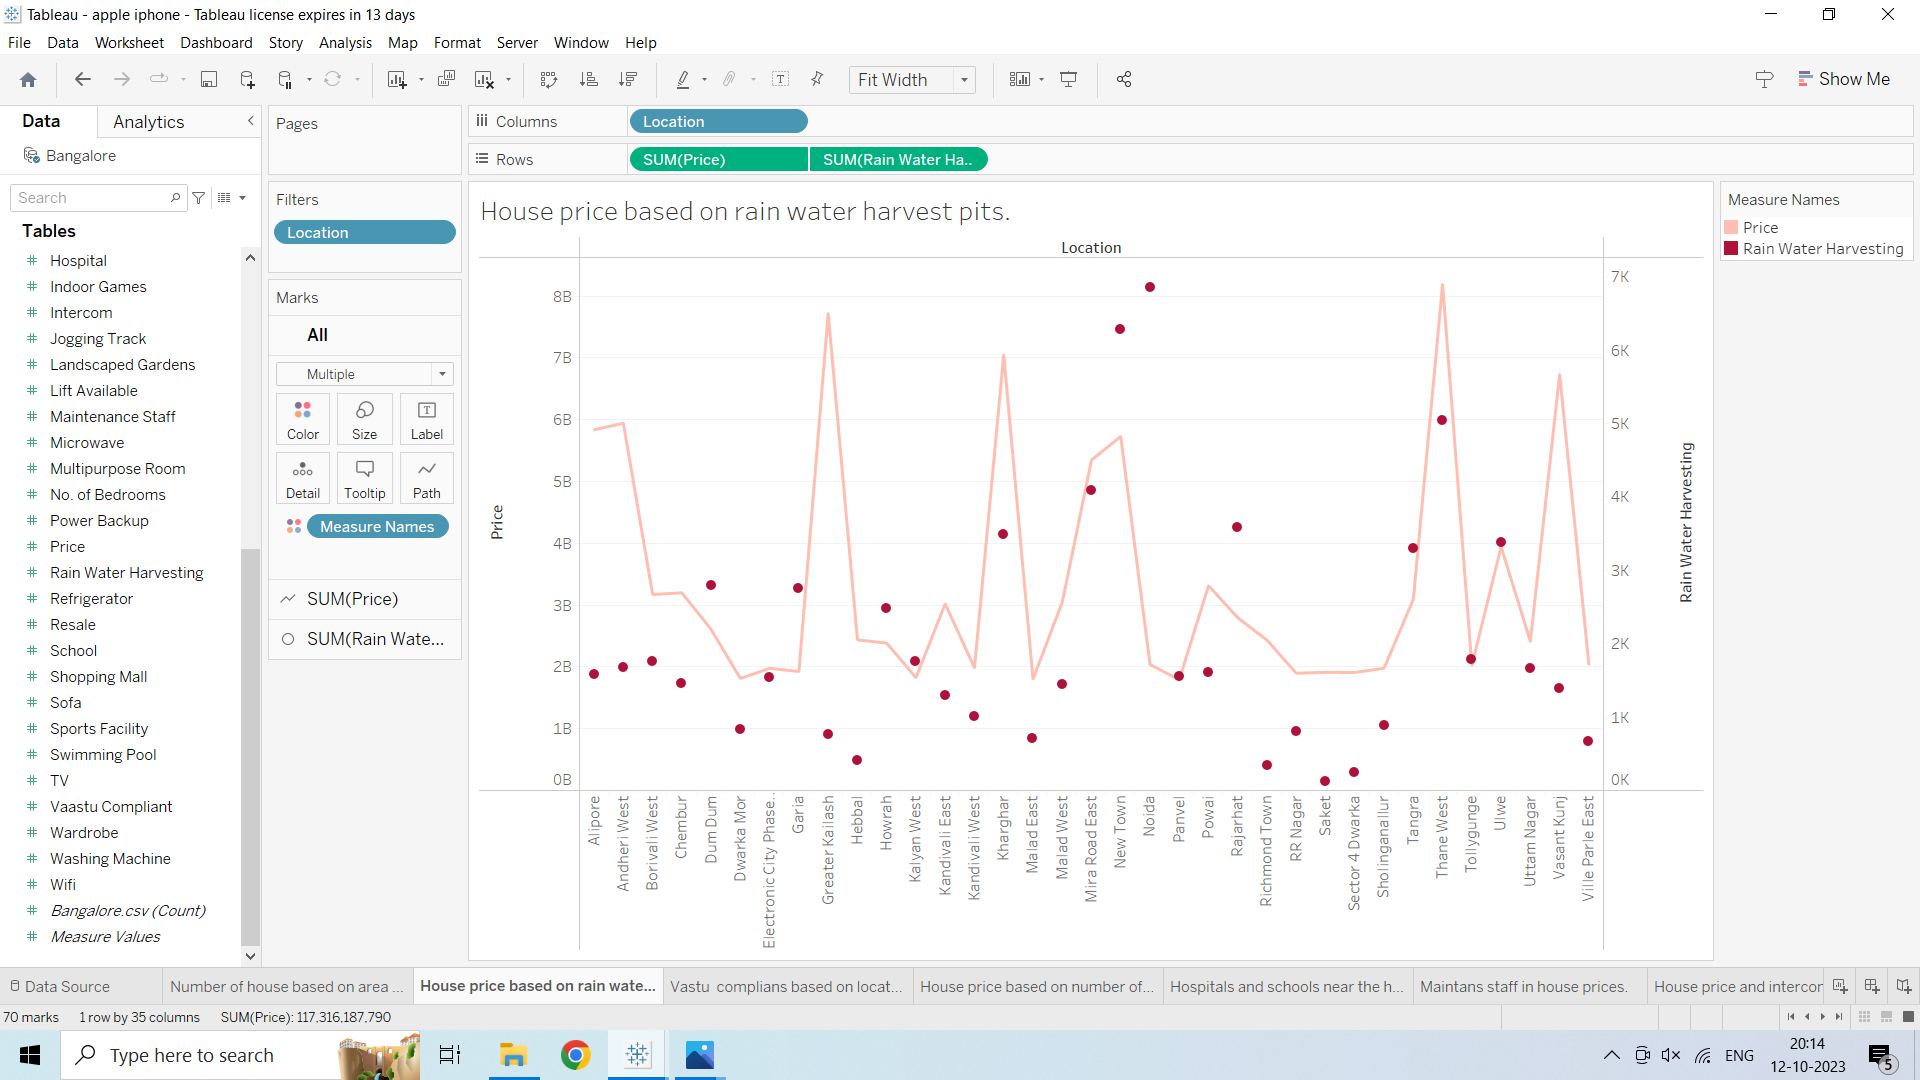 Tableau - apple iphone - Tableau license expires in 13 days
File Data Worksheet Dashboard Story Analysis Map Format Server Window Help
Fit Width
Show Me
Data Analytics
Bangalore
Search
Tables
Hospital
Indoor Games
Intercom
Jogging Track
Landscaped Gardens
Lift Available
Maintenance Staff
Microwave
Multipurpose Room
No. of Bedrooms
Power Backup
Price
Rain Water Harvesting
Refrigerator
Resale
School
Shopping Mall
Sofa
Sports Facility
Swimming Pool
TV
Vaastu Compliant
Wardrobe
Washing Machine
Wifi
Bangalore.csv (Count)
Measure Values
Pages
Filters
Location
Marks
All
Multiple
Color Size Label
Detail Tooltip Path
Measure Names
SUM(Price)
SUM(Rain Wate...
Columns Location
Rows SUM(Price) SUM(Rain Water Ha..
House price based on rain water harvest pits.
Location
Price
8B
7B
6B
5B
4B
3B
2B
1B
0B
7K
6K
5K
4K
3K
2K
1K
0K
Rain Water Harvesting
Alipore
Andheri West
Borivali West
Chembur
Dum Dum
Dwarka Mor
Electronic City Phase..
Garia
Greater Kailash
Hebbal
Howrah
Kalyan West
Kandivali East
Kandivali West
Kharghar
Malad East
Malad West
Mira Road East
New Town
Noida
Panvel
Powai
Rajarhat
Richmond Town
RR Nagar
Saket
Sector 4 Dwarka
Sholinganallur
Tangra
Thane West
Tollygunge
Ulwe
Uttam Nagar
Vasant Kunj
Ville Parle East
Measure Names
Price
Rain Water Harvesting
Data Source Number of house based on area ... House price based on rain wate... Vastu complians based on locat... House price based on number of... Hospitals and schools near the h... Maintans staff in house prices. House price and intercor
70 marks 1 row by 35 columns SUM(Price): 117,316,187,790
Type here to search
ENG
20:14
12-10-2023
5